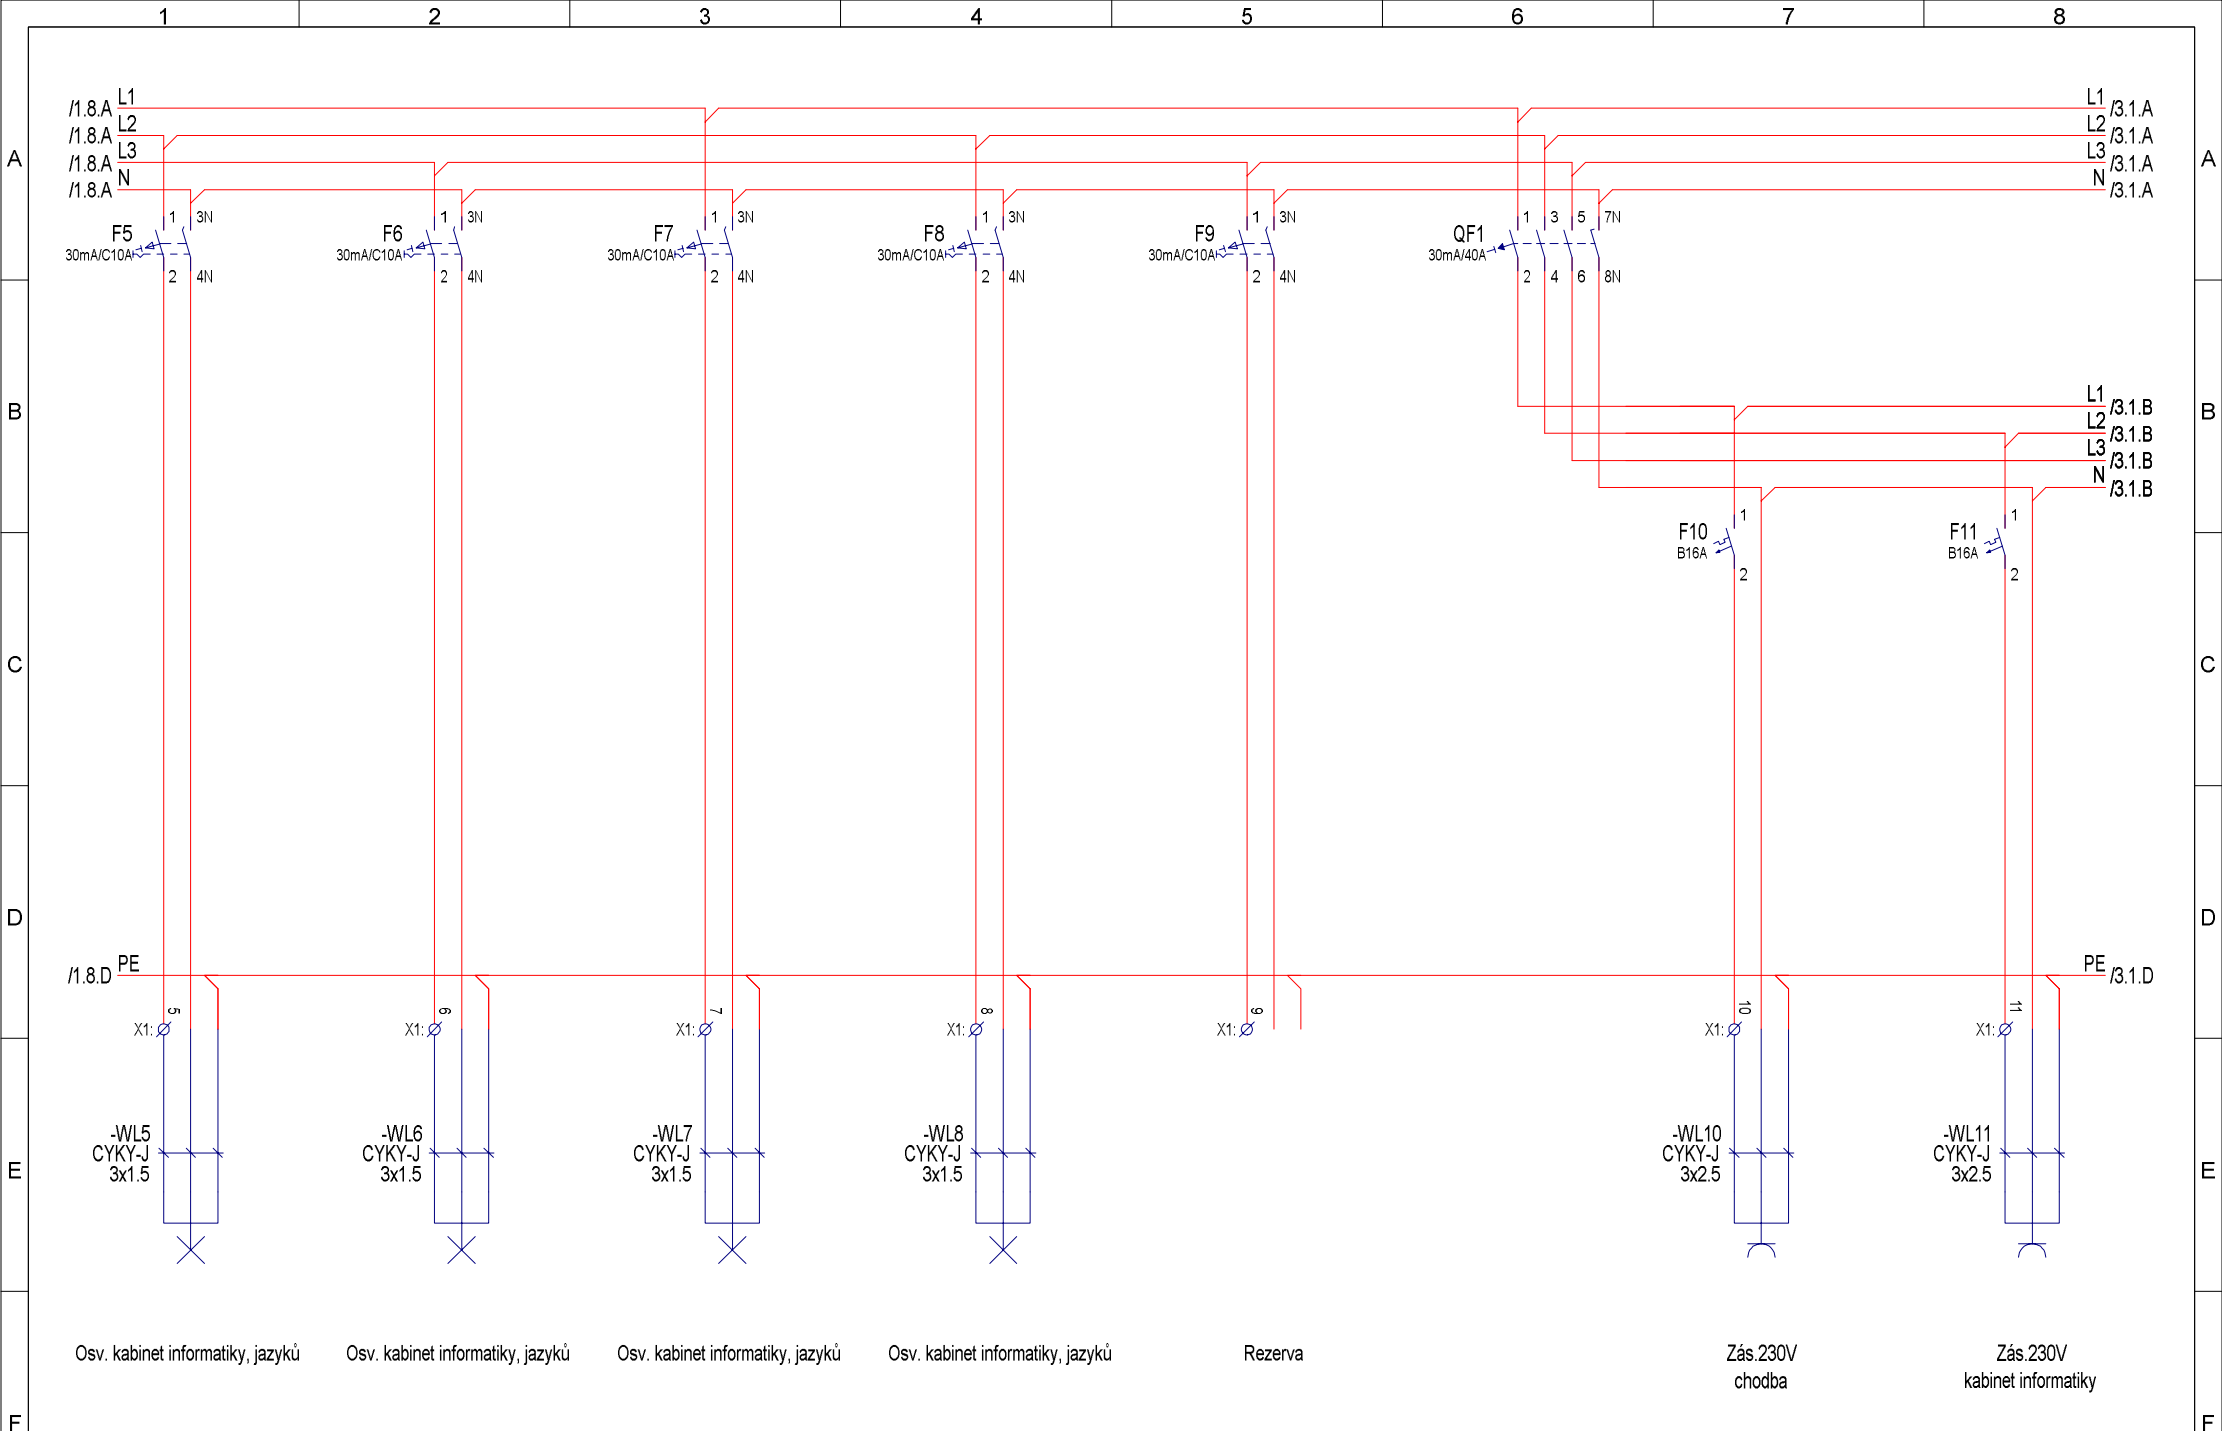 1 2 3 4 5 6 7 8
/1.8.A L1 L1 /3.1.A
/1.8.A L2 L2 /3.1.A
A /1.8.A L3 L3 /3.1.A A
/1.8.A N N /3.1.A
1 3N 1 3N 1 3N 1 3N 1 3N 1 3 5 7N
F5 F6 F7 F8 F9 QF1
30mA/C10A 30mA/C10A 30mA/C10A 30mA/C10A 30mA/C10A 30mA/40A
2 4N 2 4N 2 4N 2 4N 2 4N 2 4 6 8N
L1 /3.1.B
B B
L2 /3.1.B
L3 /3.1.B
N /3.1.B
1 1
F10 F11
B16A B16A
2 2
C C
D D
/1.8.D PE PE /3.1.D
5 6 7 8 9 10 11
X1: X1: X1: X1: X1: X1: X1:
-WL5 -WL6 -WL7 -WL8 -WL10 -WL11
CYKY-J CYKY-J CYKY-J CYKY-J CYKY-J CYKY-J
E 3x1.5 3x1.5 3x1.5 3x1.5 3x2.5 3x2.5 E
Osv. kabinet informatiky, jazyků Osv. kabinet informatiky, jazyků Osv. kabinet informatiky, jazyků Osv. kabinet informatiky, jazyků Rezerva Zás.230V Zás.230V
chodba kabinet informatiky
F F